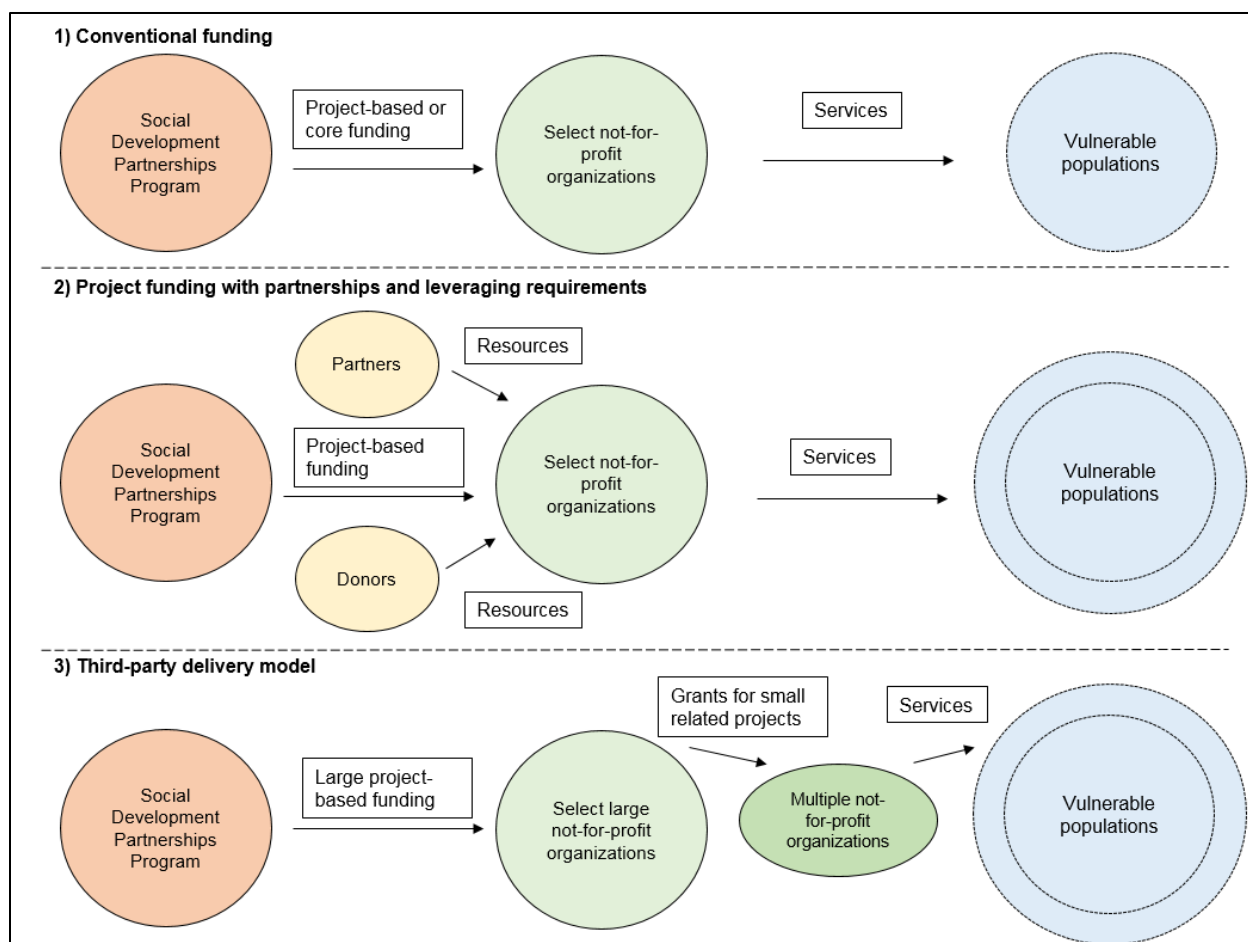 1) Conventional funding
Social
Development
Partnerships
Program
Project-based or
core funding
Select not-for-
profit
organizations
Services
Vulnerable
populations
2) Project funding with partnerships and leveraging requirements
Partners
Resources
Social
Development
Partnerships
Program
Project-based
funding
Select not-for-
profit
organizations
Services
Vulnerable
populations
Donors
Resources
3) Third-party delivery model
Grants for small
related projects
Services
Social
Development
Partnerships
Program
Large project-
based funding
Select large
not-for-profit
organizations
Multiple not-
for-profit
organizations
Vulnerable
populations